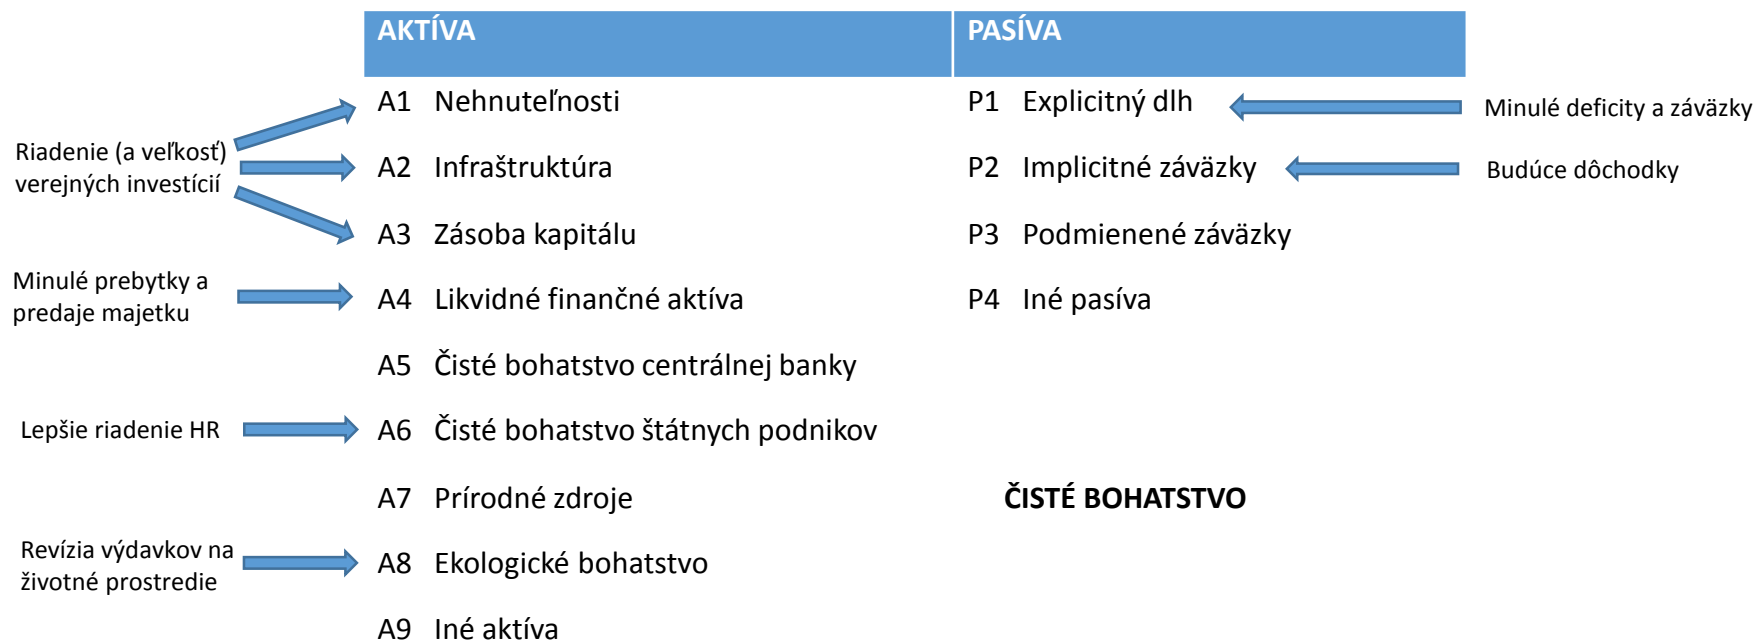 AKTÍVA PASÍVA
A1 Nehnuteľnosti P1 Explicitný dlh Minulé deficity a záväzky
Riadenie (a veľkosť)
verejných investícií
A2 Infraštruktúra P2 Implicitné záväzky Budúce dôchodky
A3 Zásoba kapitálu P3 Podmienené záväzky
Minulé prebytky a
predaje majetku
A4 Likvidné finančné aktíva P4 Iné pasíva
A5 Čisté bohatstvo centrálnej banky
Lepšie riadenie HR A6 Čisté bohatstvo štátnych podnikov
A7 Prírodné zdroje ČISTÉ BOHATSTVO
Revízia výdavkov na
životné prostredie
A8 Ekologické bohatstvo
A9 Iné aktíva